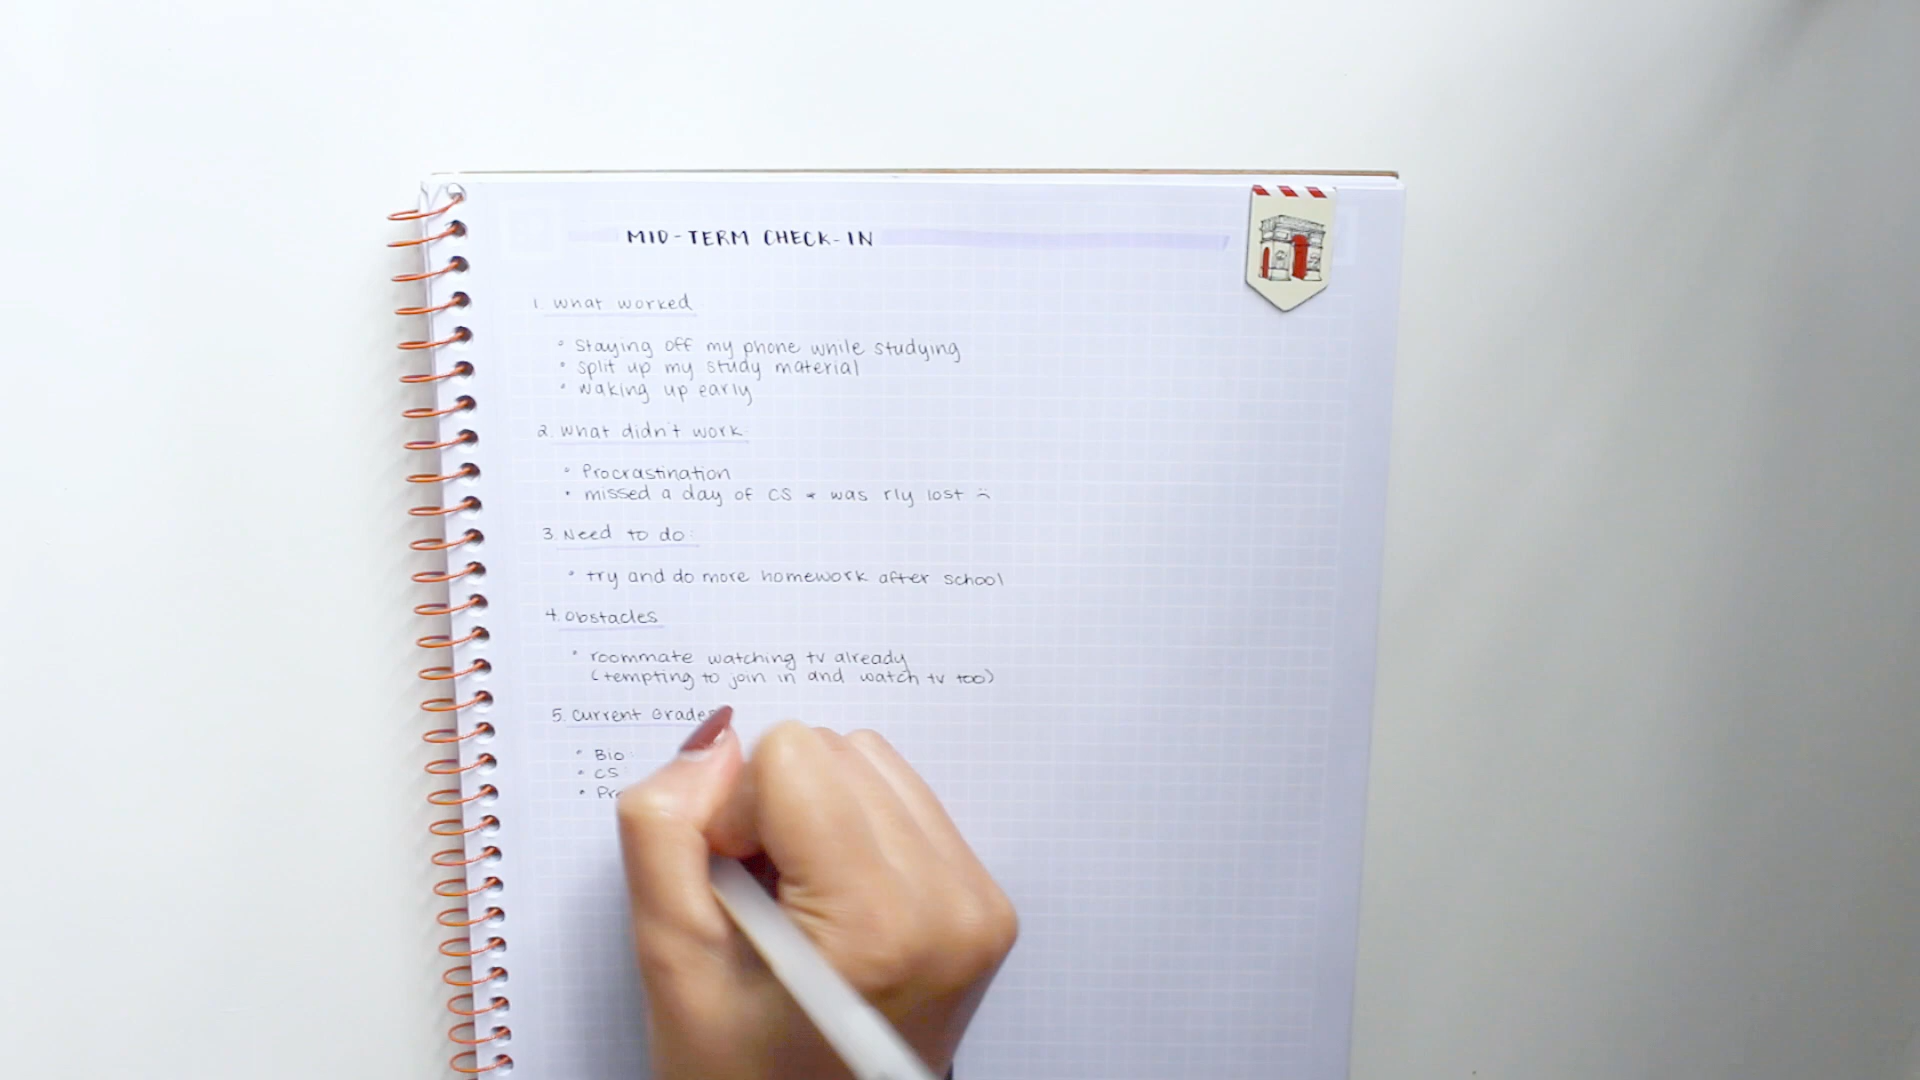 MID-TERM CHECK-IN
1. What worked
• Staying off my phone while studying
• split up my study material
• waking up early
2. What didn't work:
• Procrastination
• missed a day of CS + was rly lost :(
3. Need to do:
• try and do more homework after school
4. Obstacles
• roommate watching tv already
(tempting to join in and watch tv too)
5. Current Grades
• Bio:
• CS